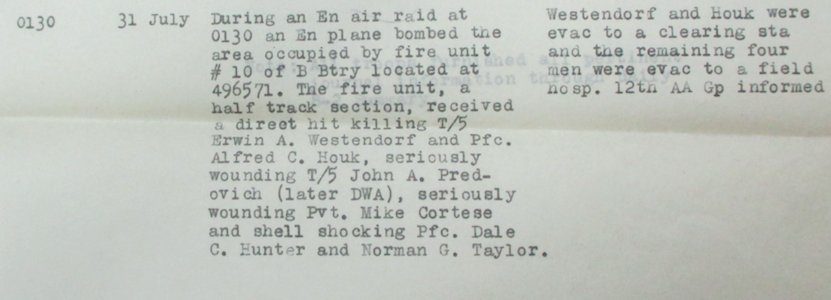 0130
31 July
During an En air raid at
0130 an En plane bombed the
area occupied by fire unit
# 10 of B Btry located at
496571. The fire unit, a
half track section, received
a direct hit killing T/5
Erwin A. Westendorf and Pfc.
Alfred C. Houk, seriously
wounding T/5 John A. Pred-
ovich (later DWA), seriously
wounding Pvt. Mike Cortese
and shell shocking Pfc. Dale
C. Hunter and Norman G. Taylor.
Westendorf and Houk were
evac to a clearing sta
and the remaining four
men were evac to a field
hosp. 12th AA Gp informed